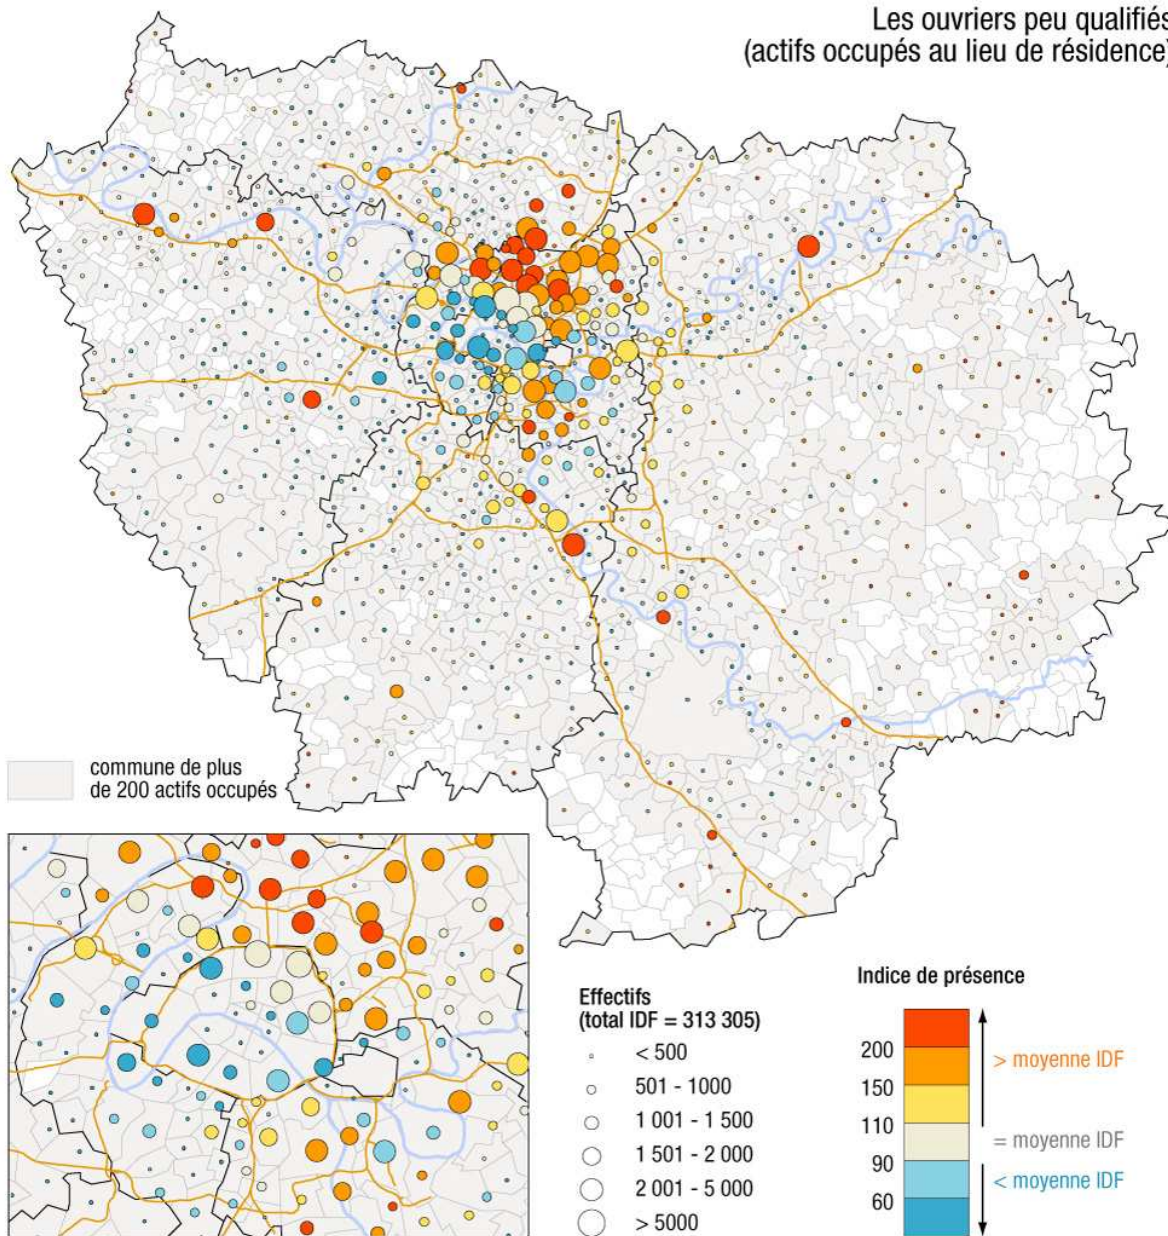 Les ouvriers peu qualifiés
(actifs occupés au lieu de résidence)
commune de plus
de 200 actifs occupés
Effectifs
(total IDF = 313 305)
< 500
501 - 1000
1 001 - 1 500
1 501 - 2 000
2 001 - 5 000
> 5000
Indice de présence
200
150
110
90
60
> moyenne IDF
= moyenne IDF
< moyenne IDF